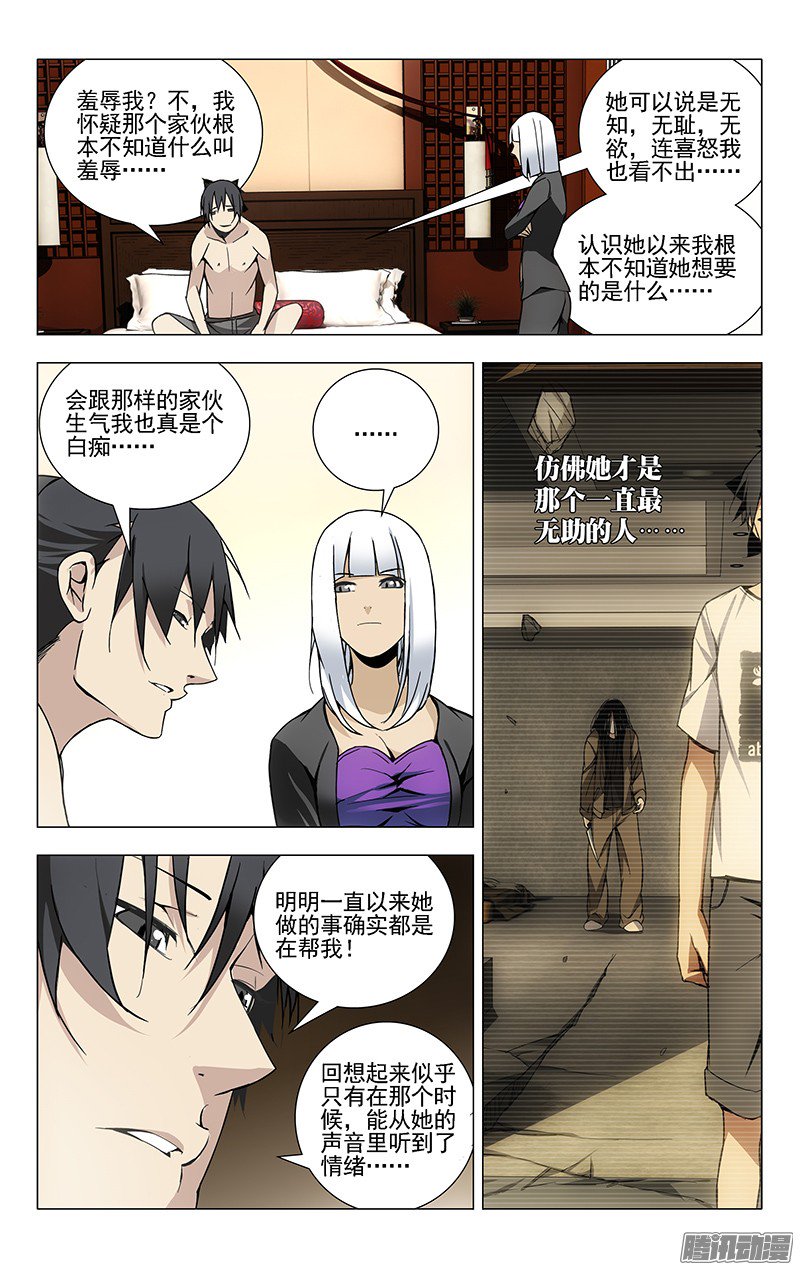 羞辱我？不，我
怀疑那个家伙根
本不知道什么叫
羞辱……
她可以说是无
知，无耻，无
欲，连喜怒我
也看不出……
认识她以来我根
本不知道她想要
的是什么……
会跟那样的家伙
生气我也真是个
白痴……
……
明明一直以来她
做的事确实都是
在帮我！
回想起来似乎
只有在那个时
候，能从她的
声音里听到了
情绪……
仿佛她才是
那个一直最
无助的人……
ab
腾讯动漫